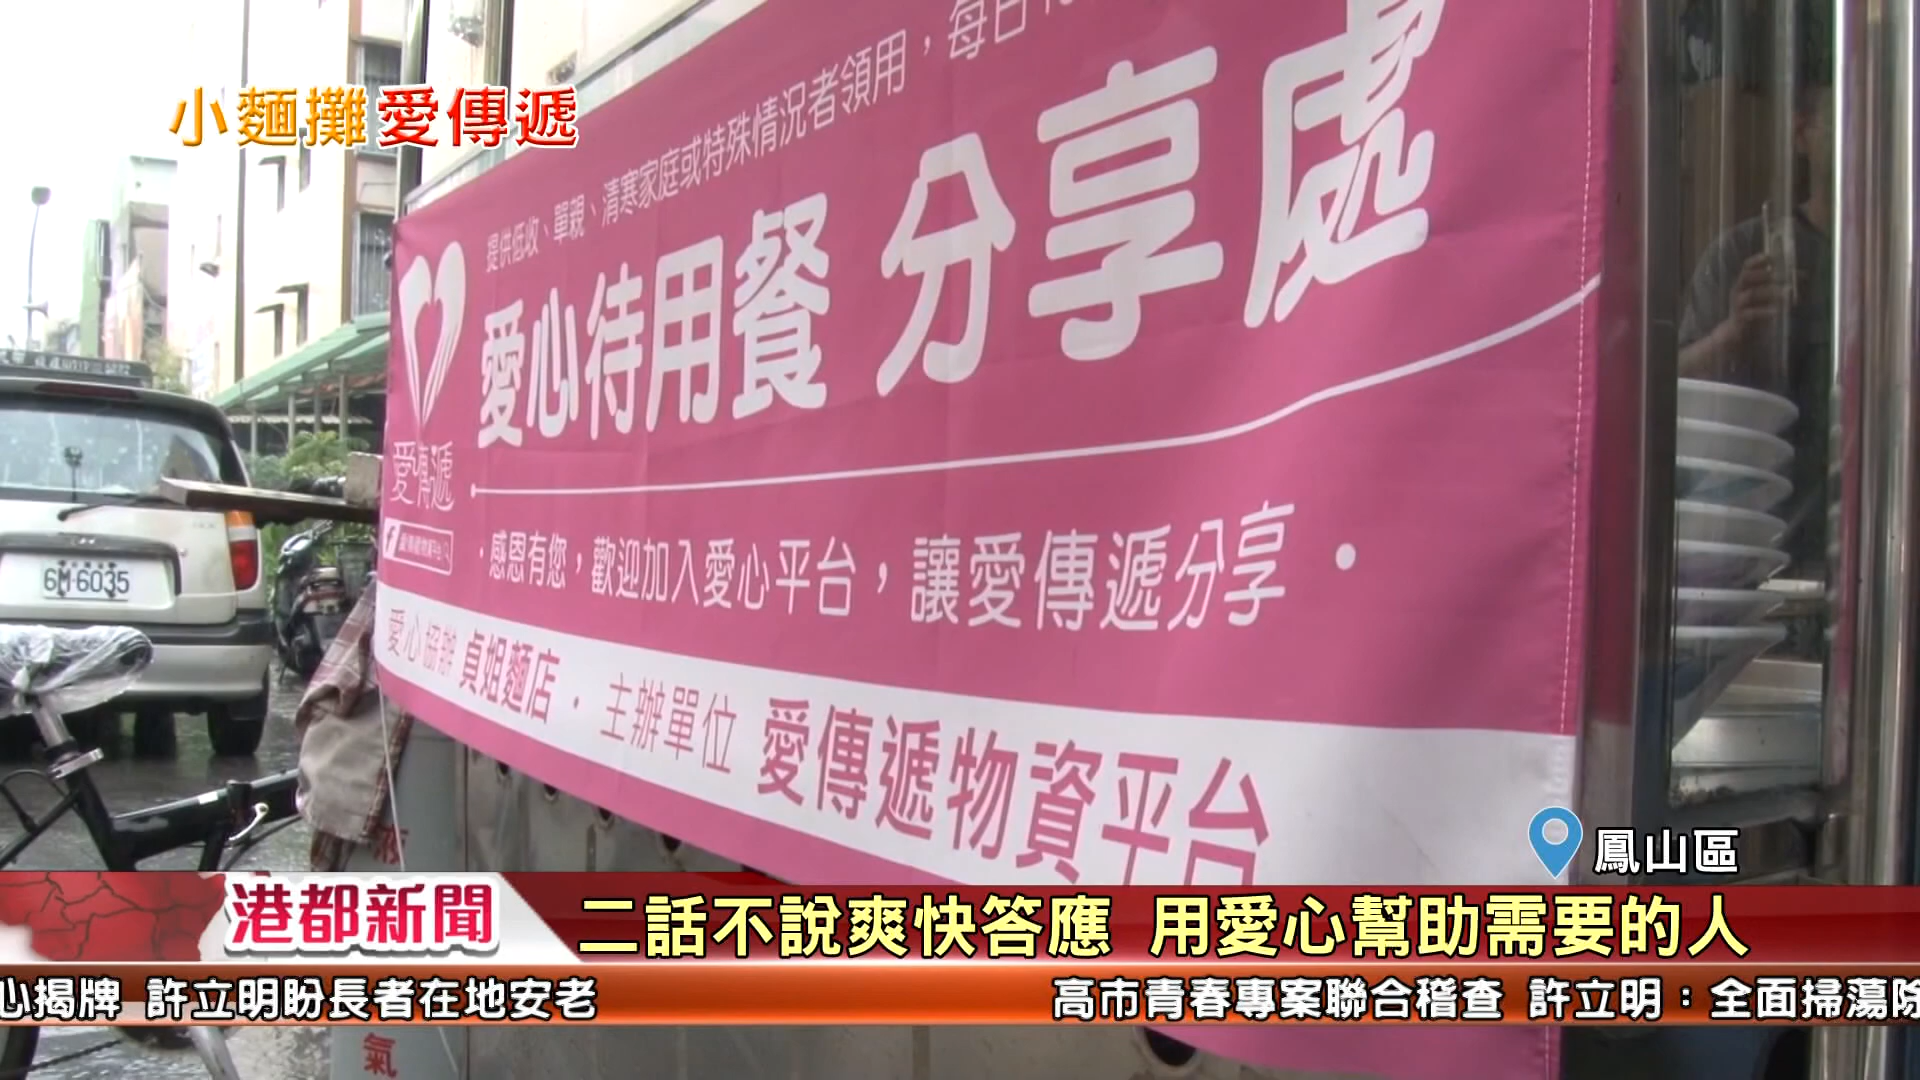 小麵攤愛傳遞
提供低收、單親、清寒家庭或特殊情況者領用，每日
愛心待用餐 分享處
愛傳遞
·感恩有您，歡迎加入愛心平台，讓愛傳遞分享·
愛心協辦 貞姐麵店 · 主辦單位 愛傳遞物資平台
6M-6035
鳳山區
港都新聞
二話不說爽快答應 用愛心幫助需要的人
心揭牌 許立明盼長者在地安老
高市青春專案聯合稽查 許立明：全面掃蕩除
氣